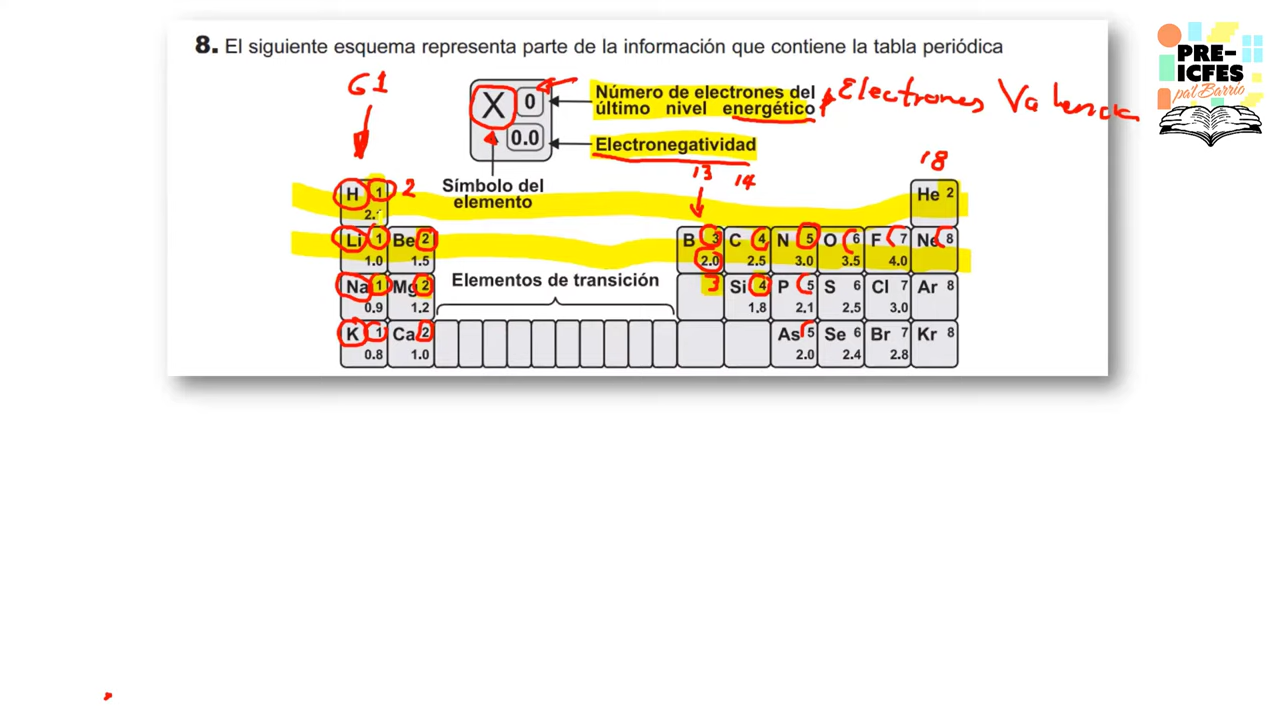 8. El siguiente esquema representa parte de la información que contiene la tabla periódica
PRE-
ICFES
pal Barrio
G1
X 0
0.0
Número de electrones del
último nivel energético
Electrones Valencia
Electronegatividad
Símbolo del
elemento
13
14
18
H 1 2
2.
He 2
Li 1 Be 2 B 3 C 4 N 5 O 6 F 7 Ne 8
1.0 1.5 2.0 2.5 3.0 3.5 4.0
Elementos de transición
Na 1 Mg 2 3 Si 4 P 5 S 6 Cl 7 Ar 8
0.9 1.2 1.8 2.1 2.5 3.0
K 1 Ca 2 As 5 Se 6 Br 7 Kr 8
0.8 1.0 2.0 2.4 2.8